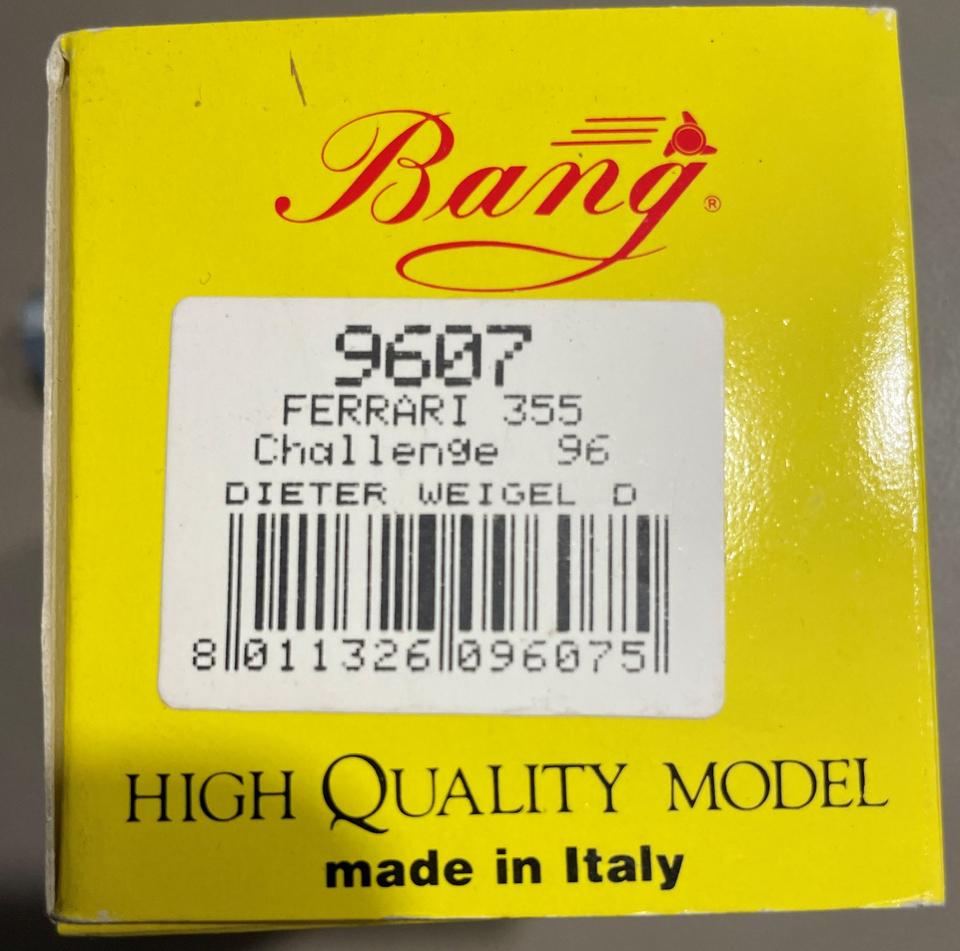 Bang®
9607
FERRARI 355
Challenge 96
DIETER WEIGEL D
8 011326 096075
HIGH QUALITY MODEL
made in Italy